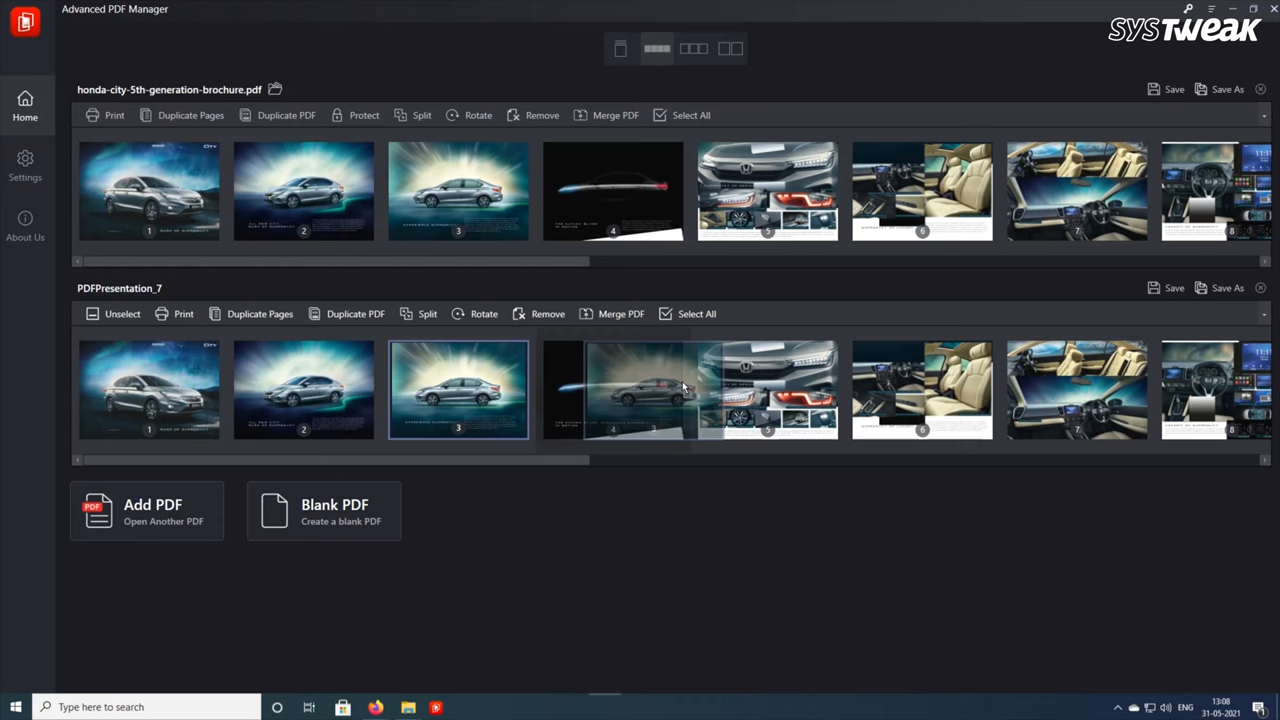 Advanced PDF Manager
SYSTWEAK
honda-city-5th-generation-brochure.pdf
Save
Save As
Print
Duplicate Pages
Duplicate PDF
Protect
Split
Rotate
Remove
Merge PDF
Select All
Home
Settings
About Us
1
2
3
4
5
6
7
8
PDFPresentation_7
Save
Save As
Unselect
Print
Duplicate Pages
Duplicate PDF
Split
Rotate
Remove
Merge PDF
Select All
1
2
3
4
3
5
6
7
8
Add PDF
Open Another PDF
Blank PDF
Create a blank PDF
Type here to search
ENG
13:08
31-05-2021